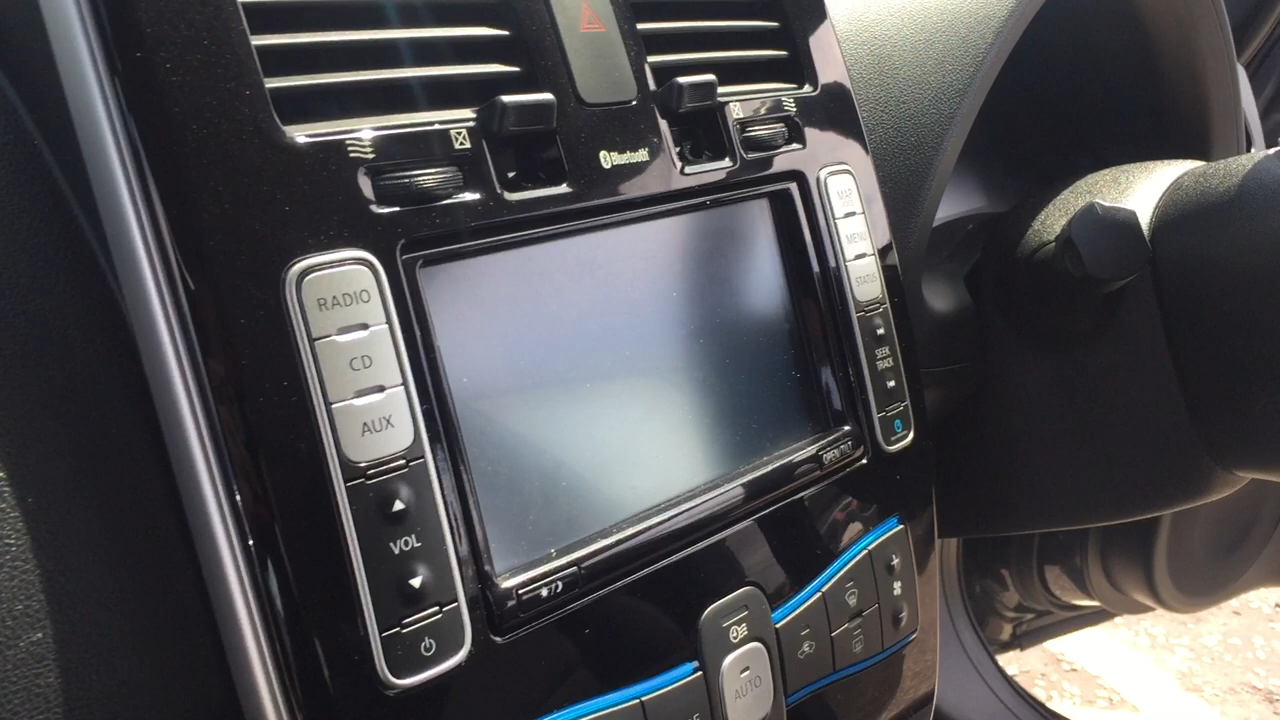 Bluetooth
MAP
MENU
STATUS
SEEK
TRACK
RADIO
CD
AUX
VOL
OPEN/TILT
AUTO